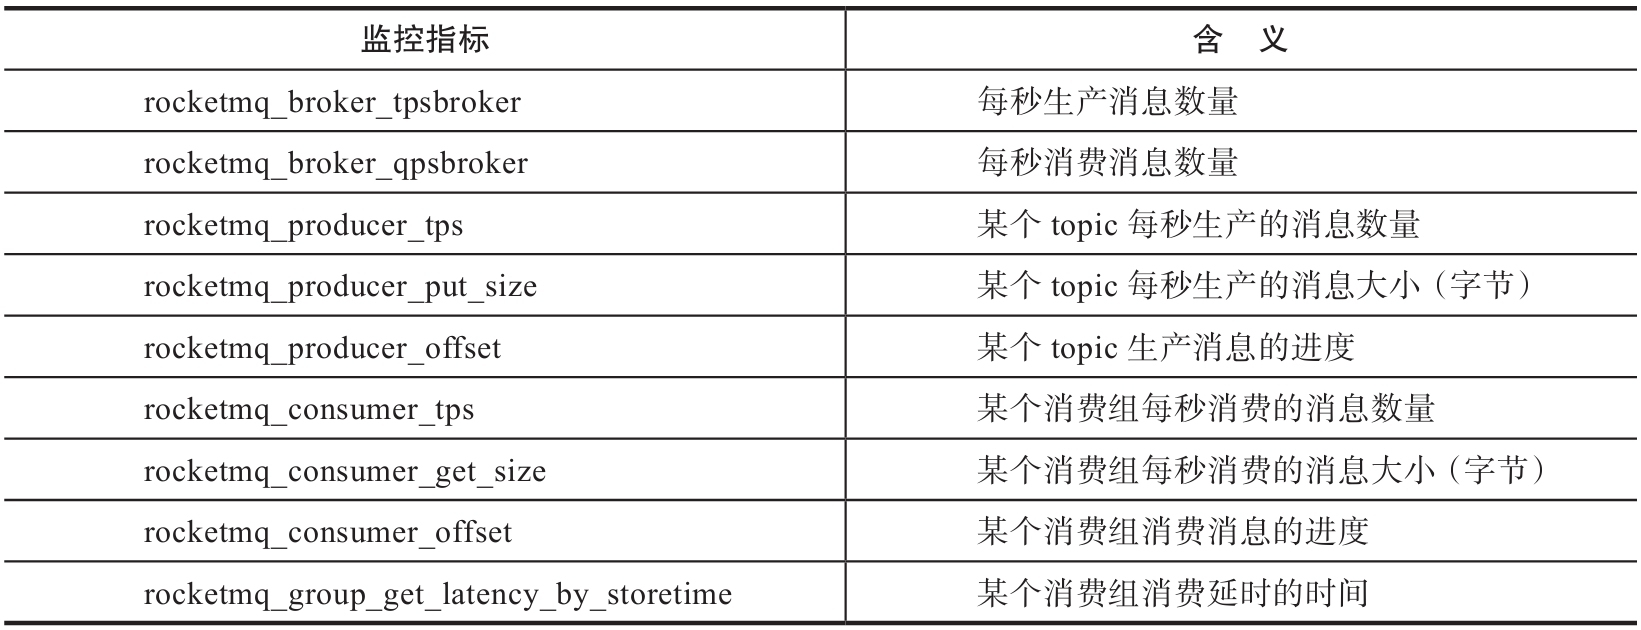 监控指标 含 义
rocketmq_broker_tpsbroker 每秒生产消息数量
rocketmq_broker_qpsbroker 每秒消费消息数量
rocketmq_producer_tps 某个 topic 每秒生产的消息数量
rocketmq_producer_put_size 某个 topic 每秒生产的消息大小（字节）
rocketmq_producer_offset 某个 topic 生产消息的进度
rocketmq_consumer_tps 某个消费组每秒消费的消息数量
rocketmq_consumer_get_size 某个消费组每秒消费的消息大小（字节）
rocketmq_consumer_offset 某个消费组消费消息的进度
rocketmq_group_get_latency_by_storetime 某个消费组消费延时的时间